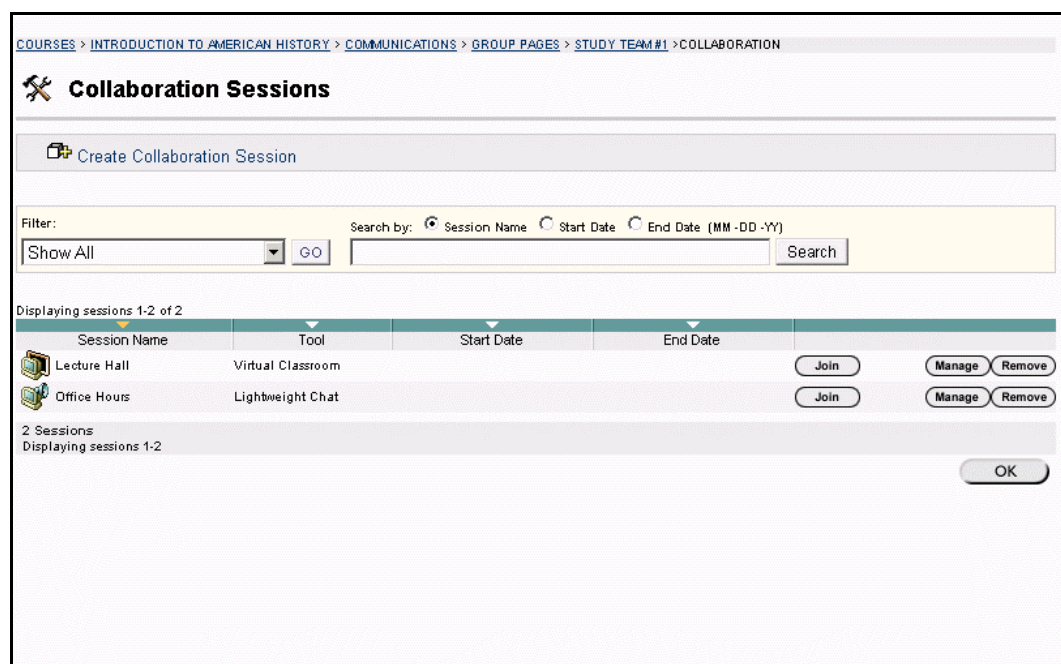 COURSES > INTRODUCTION TO AMERICAN HISTORY > COMMUNICATIONS > GROUP PAGES > STUDY TEAM #1 >COLLABORATION
Collaboration Sessions
Create Collaboration Session
Filter: Search by: Session Name Start Date End Date (MM-DD-YY)
Show All GO Search
Displaying sessions 1-2 of 2
Session Name Tool Start Date End Date
Lecture Hall Virtual Classroom Join Manage Remove
Office Hours Lightweight Chat Join Manage Remove
2 Sessions
Displaying sessions 1-2
OK